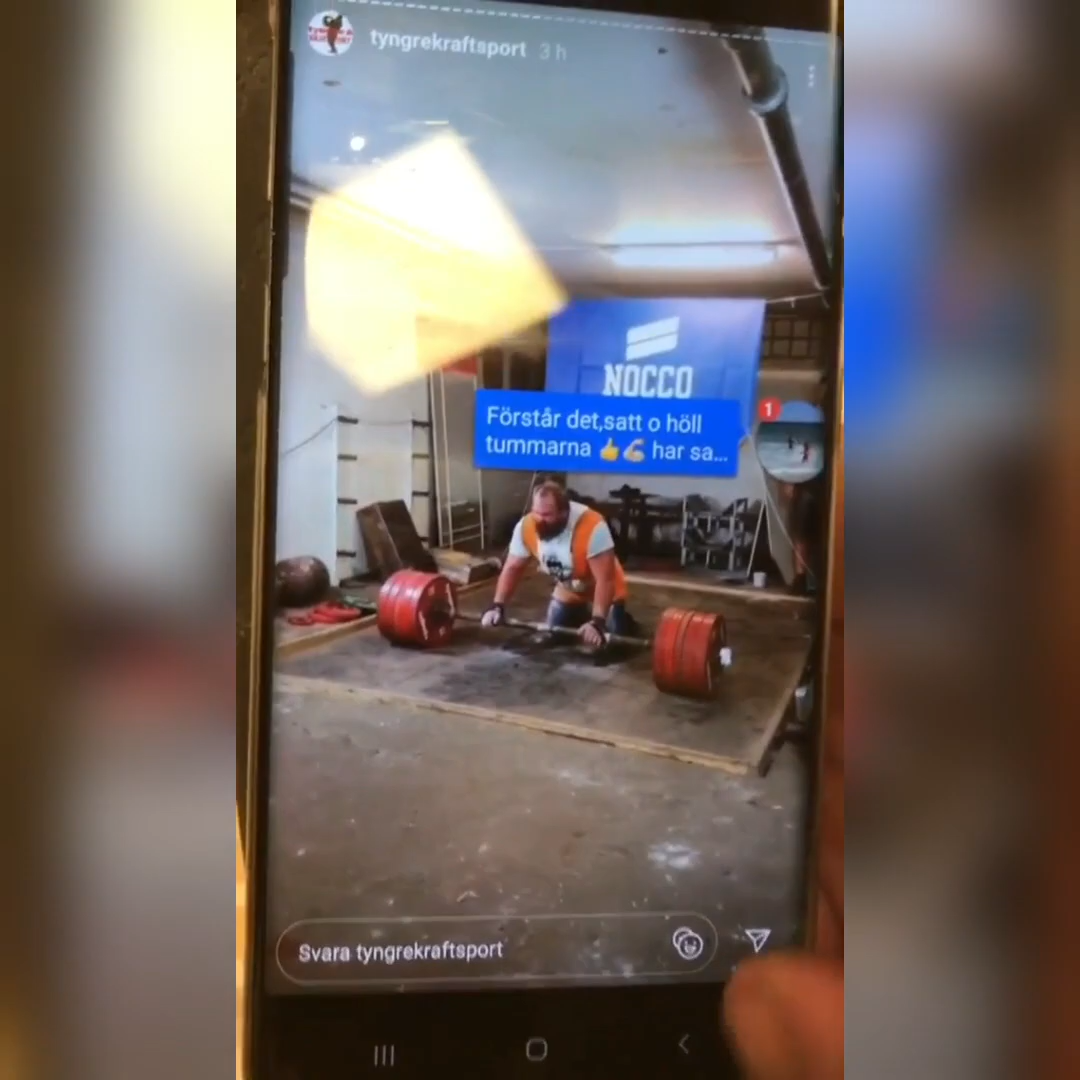 tyngrekraftsport 3 h
NOCCO
1
Förstår det,satt o höll
tummarna 👍💪 har sa...
Svara tyngrekraftsport